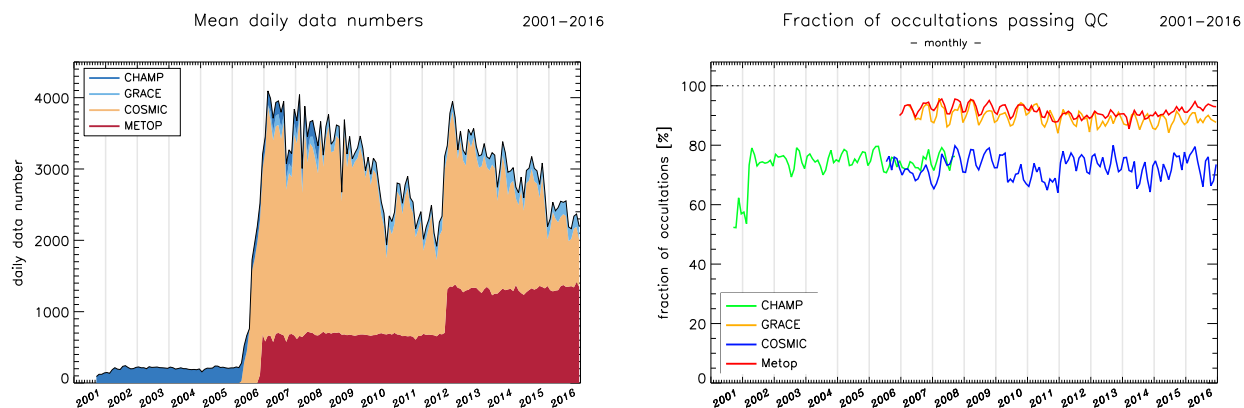 Mean daily data numbers 2001-2016
CHAMP
GRACE
COSMIC
METOP
daily data number
4000
3000
2000
1000
0
2001 2002 2003 2004 2005 2006 2007 2008 2009 2010 2011 2012 2013 2014 2015 2016
Fraction of occultations passing QC 2001-2016
- monthly -
fraction of occultations [%]
100
80
60
40
20
0
CHAMP
GRACE
COSMIC
Metop
2001 2002 2003 2004 2005 2006 2007 2008 2009 2010 2011 2012 2013 2014 2015 2016